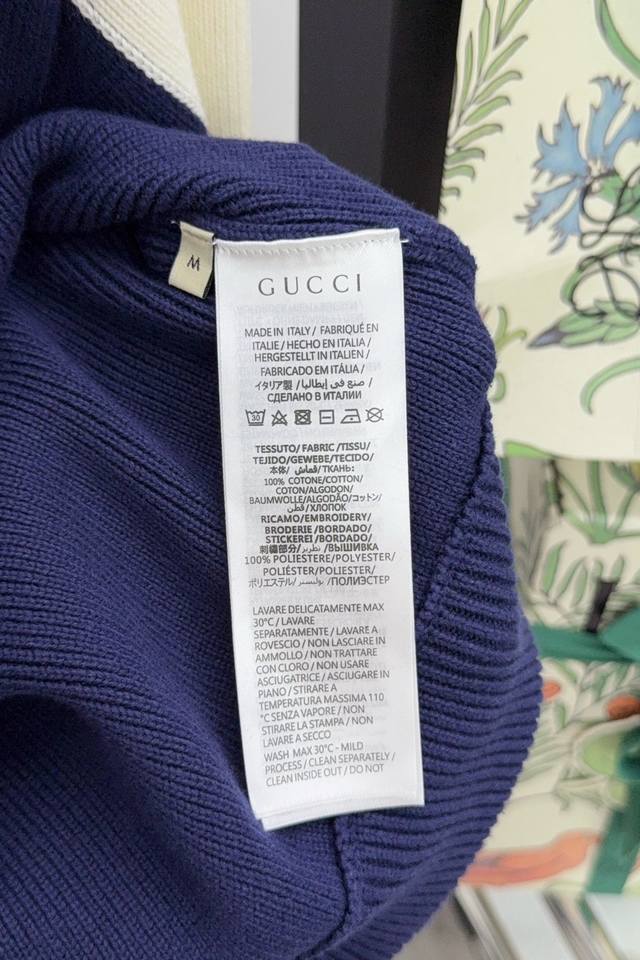 M
GUCCI
MADE IN ITALY / FABRIQUÉ EN
ITALIE / HECHO EN ITALIA /
HERGESTELLT IN ITALIEN /
FABRICADO EM ITÁLIA /
イタリア製 / صنع في إيطاليا /
СДЕЛАНО В ИТАЛИИ
30
TESSUTO / FABRIC / TISSU /
TEJIDO / GEWEBE / TECIDO /
本体 / قماش / ТКАНЬ:
100% COTONE / COTTON /
COTON / ALGODON /
BAUMWOLLE / ALGODÃO / コットン /
قطن / ХЛОПОК
RICAMO / EMBROIDERY /
BRODERIE / BORDADO /
STICKEREI / BORDADO /
刺繍部分 / تطريز / ВЫШИВКА
100% POLIESTERE / POLYESTER /
POLIÉSTER / POLIESTER /
ポリエステル / بوليستر / ПОЛИЭСТЕР
LAVARE DELICATAMENTE MAX
30°C / LAVARE
SEPARATAMENTE / LAVARE A
ROVESCIO / NON LASCIARE IN
AMMOLLO / NON TRATTARE
CON CLORO / NON USARE
ASCIUGATRICE / ASCIUGARE IN
PIANO / STIRARE A
TEMPERATURA MASSIMA 110
°C SENZA VAPORE / NON
STIRARE LA STAMPA / NON
LAVARE A SECCO
WASH MAX 30°C - MILD
PROCESS / CLEAN SEPARATELY /
CLEAN INSIDE OUT / DO NOT